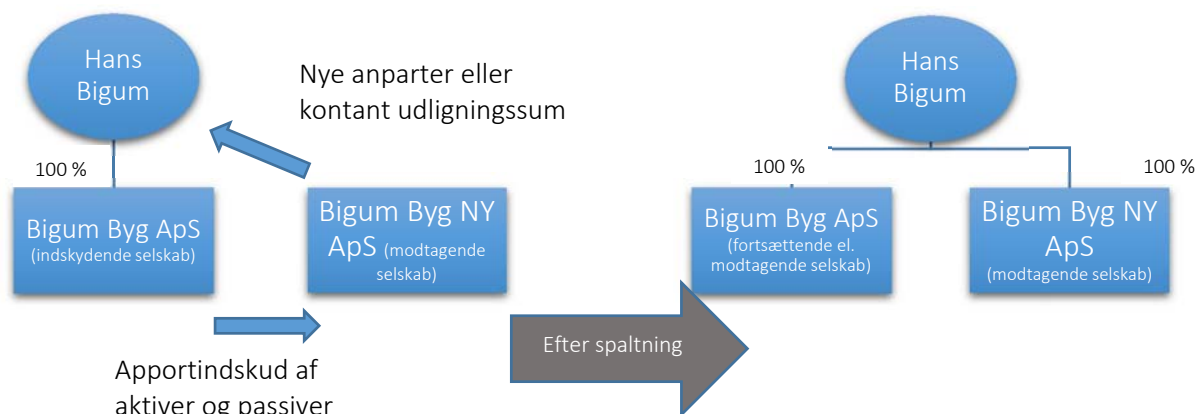 Hans
Bigum
Nye anparter eller
kontant udligningssum
100 %
Bigum Byg ApS
(indskydende selskab)
Bigum Byg NY
ApS (modtagende
selskab)
Apportindskud af
aktiver og passiver
Efter spaltning
Hans
Bigum
100 %
100 %
Bigum Byg ApS
(fortsættende el.
modtagende selskab)
Bigum Byg NY
ApS
(modtagende selskab)